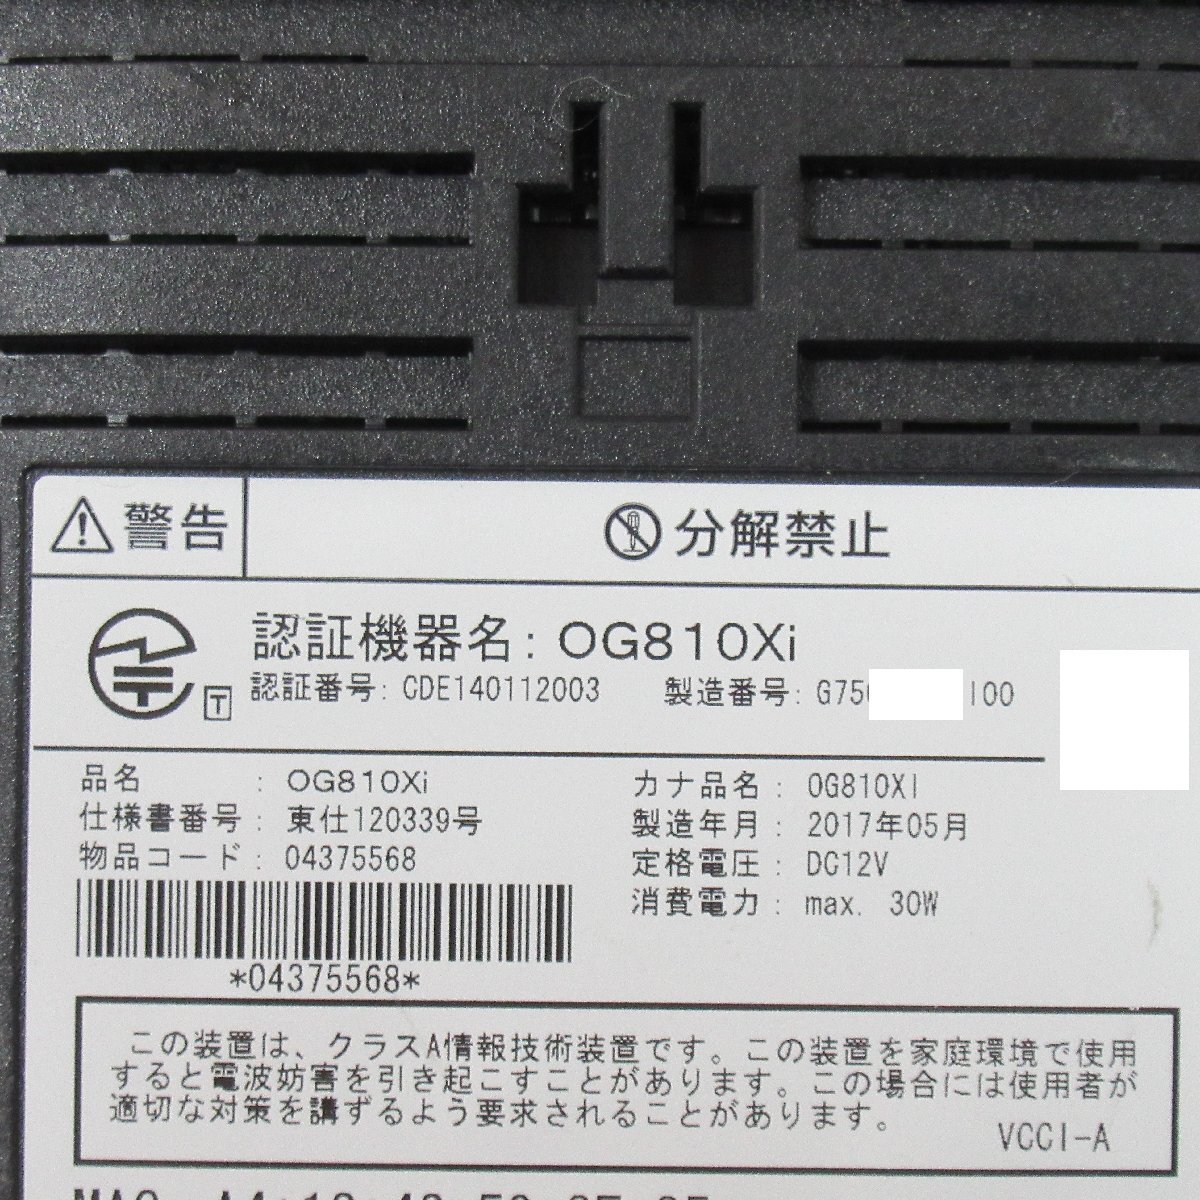 警告
分解禁止
認証機器名: OG810Xi
T
認証番号: CDE140112003 製造番号: G75 100
品名 : OG810Xi
カナ品名 : OG810XI
仕様書番号 : 東仕120339号
製造年月 : 2017年05月
物品コード : 04375568
定格電圧 : DC12V
消費電力 : max. 30W
*04375568*
この装置は、クラスA情報技術装置です。この装置を家庭環境で使用
すると電波妨害を引き起こすことがあります。この場合には使用者が
適切な対策を講ずるよう要求されることがあります。
VCCI-A